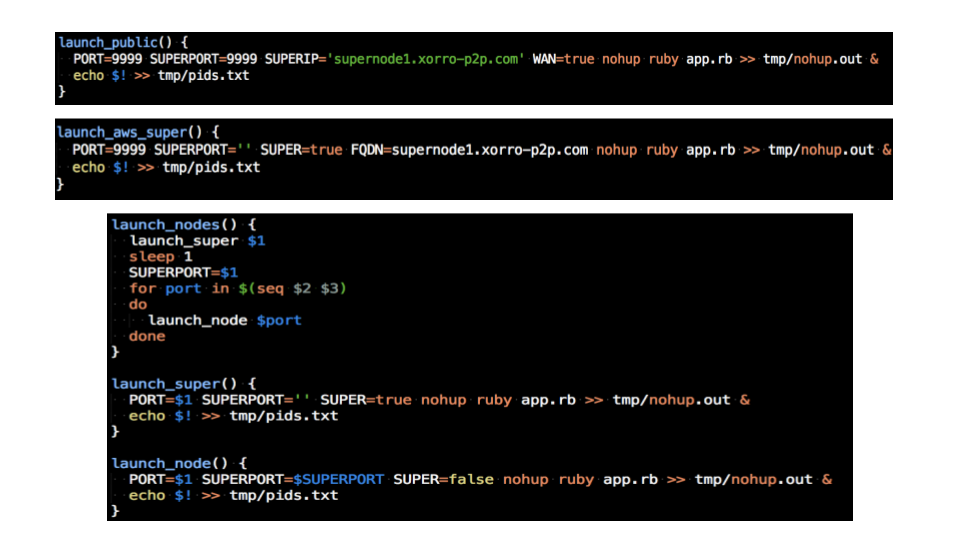 launch_public() {
  PORT=9999 SUPERPORT=9999 SUPERIP='supernode1.xorro-p2p.com' WAN=true nohup ruby app.rb >> tmp/nohup.out &
  echo $! >> tmp/pids.txt
}
launch_aws_super() {
  PORT=9999 SUPERPORT='' SUPER=true FQDN=supernode1.xorro-p2p.com nohup ruby app.rb >> tmp/nohup.out &
  echo $! >> tmp/pids.txt
}
launch_nodes() {
  launch_super $1
  sleep 1
  SUPERPORT=$1
  for port in $(seq $2 $3)
  do
    launch_node $port
  done
}
launch_super() {
  PORT=$1 SUPERPORT='' SUPER=true nohup ruby app.rb >> tmp/nohup.out &
  echo $! >> tmp/pids.txt
}
launch_node() {
  PORT=$1 SUPERPORT=$SUPERPORT SUPER=false nohup ruby app.rb >> tmp/nohup.out &
  echo $! >> tmp/pids.txt
}